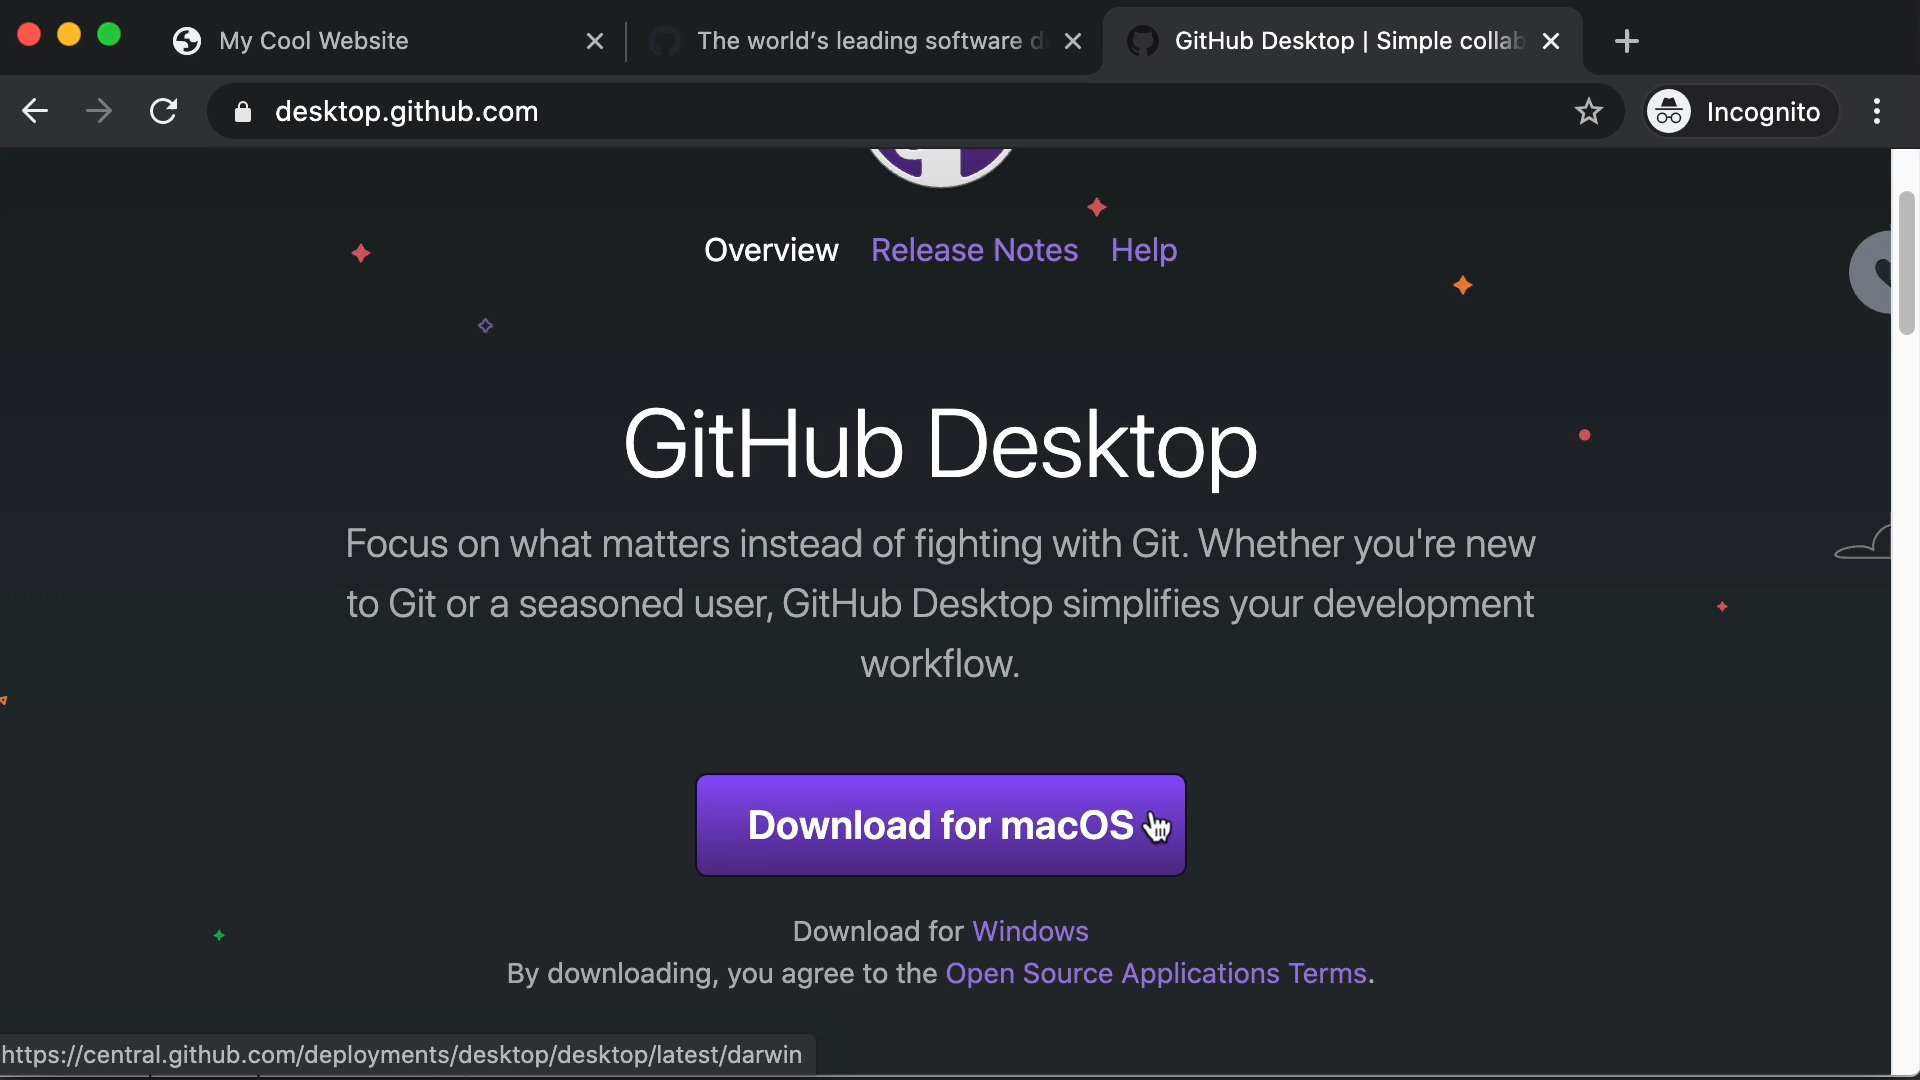 My Cool Website
The world’s leading software d
GitHub Desktop | Simple collab
desktop.github.com
Incognito
Overview Release Notes Help
GitHub Desktop
Focus on what matters instead of fighting with Git. Whether you're new
to Git or a seasoned user, GitHub Desktop simplifies your development
workflow.
Download for macOS
Download for Windows
By downloading, you agree to the Open Source Applications Terms.
https://central.github.com/deployments/desktop/desktop/latest/darwin